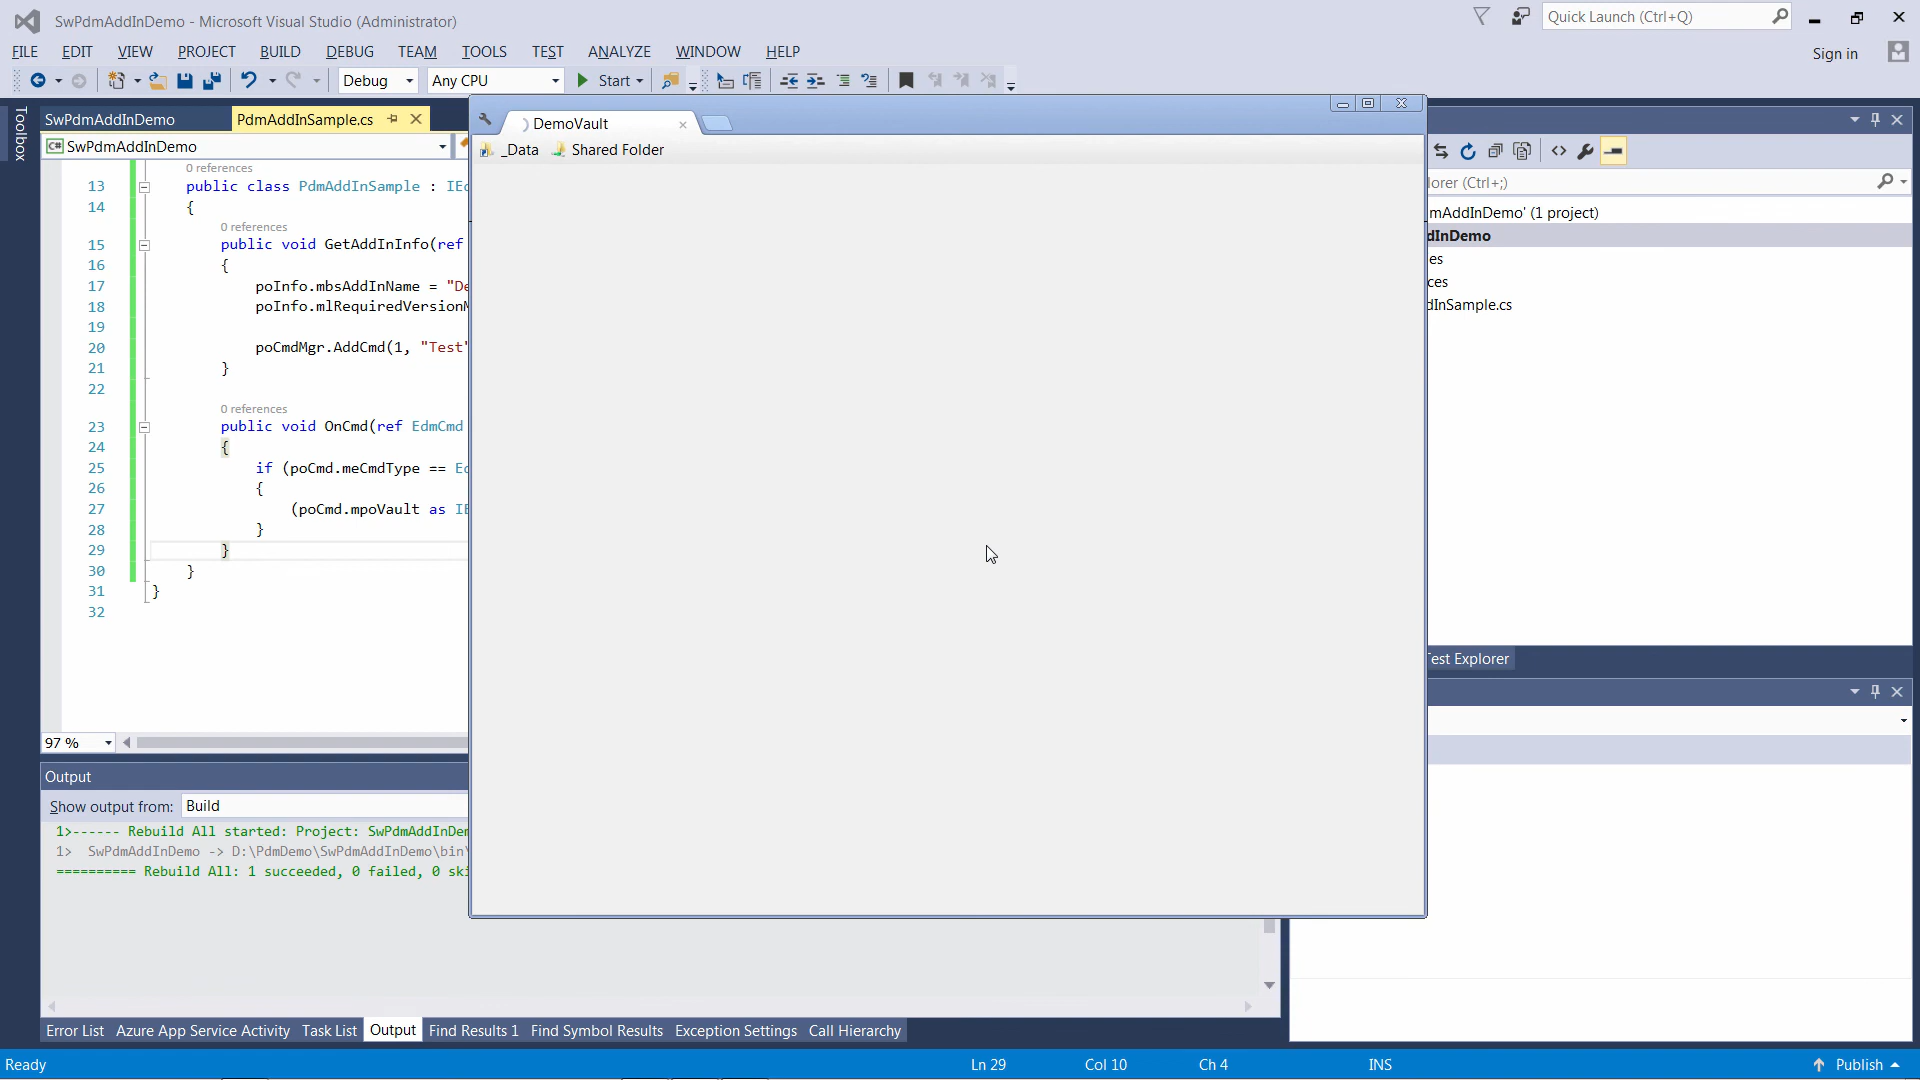 SwPdmAddInDemo - Microsoft Visual Studio (Administrator)
Quick Launch (Ctrl+Q)
FILE EDIT VIEW PROJECT BUILD DEBUG TEAM TOOLS TEST ANALYZE WINDOW HELP
Sign in
Debug Any CPU Start
Toolbox
SwPdmAddInDemo PdmAddInSample.cs
C# SwPdmAddInDemo
DemoVault
_Data Shared Folder
0 references
13 public class PdmAddInSample : IEd
14 {
0 references
15 public void GetAddInInfo(ref
16 {
17 poInfo.mbsAddInName = "De
18 poInfo.mlRequiredVersionM
19
20 poCmdMgr.AddCmd(1, "Test"
21 }
22
0 references
23 public void OnCmd(ref EdmCmd
24 {
25 if (poCmd.meCmdType == Ed
26 {
27 (poCmd.mpoVault as IE
28 }
29 }
30 }
31 }
32
97 %
lorer (Ctrl+;)
mAddInDemo' (1 project)
dInDemo
es
ces
dInSample.cs
Test Explorer
Output
Show output from: Build
1>------ Rebuild All started: Project: SwPdmAddInDem
1> SwPdmAddInDemo -> D:\PdmDemo\SwPdmAddInDemo\bin\
========== Rebuild All: 1 succeeded, 0 failed, 0 ski
Error List Azure App Service Activity Task List Output Find Results 1 Find Symbol Results Exception Settings Call Hierarchy
Ready Ln 29 Col 10 Ch 4 INS Publish